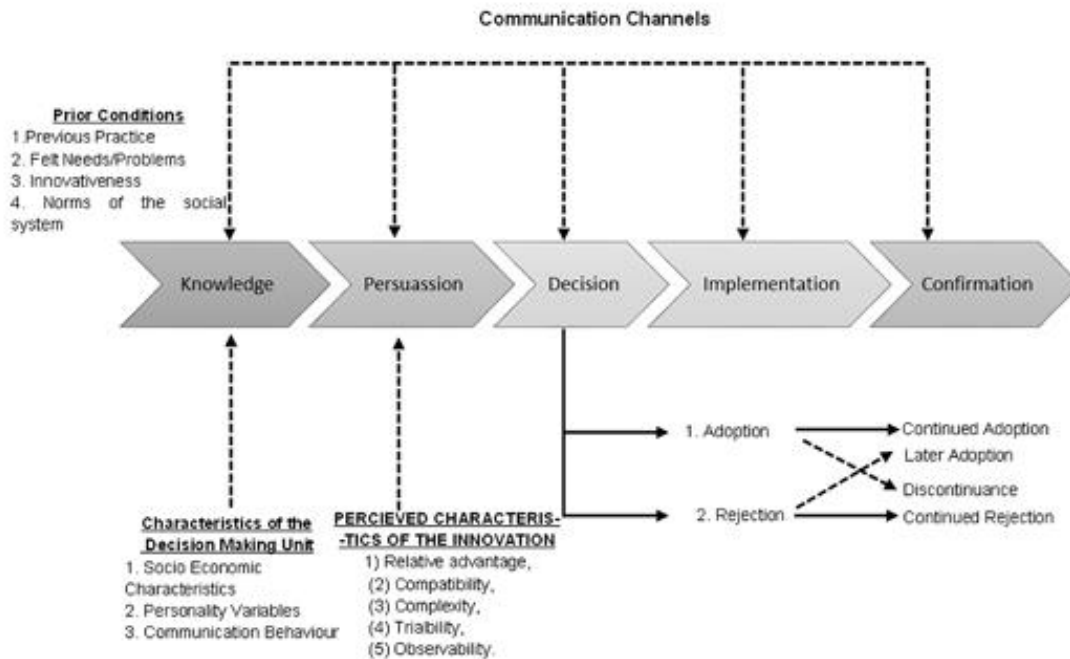 Communication Channels
Prior Conditions
1.Previous Practice
2. Felt Needs/Problems
3. Innovativeness
4. Norms of the social
system
Knowledge
Persuassion
Decision
Implementation
Confirmation
1. Adoption
Continued Adoption
Later Adoption
Discontinuance
2. Rejection
Continued Rejection
Characteristics of the
Decision Making Unit
1. Socio Economic
Characteristics
2. Personality Variables
3. Communication Behaviour
PERCIEVED CHARACTERIS-
-TICS OF THE INNOVATION
1) Relative advantage,
(2) Compatibility,
(3) Complexity,
(4) Trialbility,
(5) Observability.